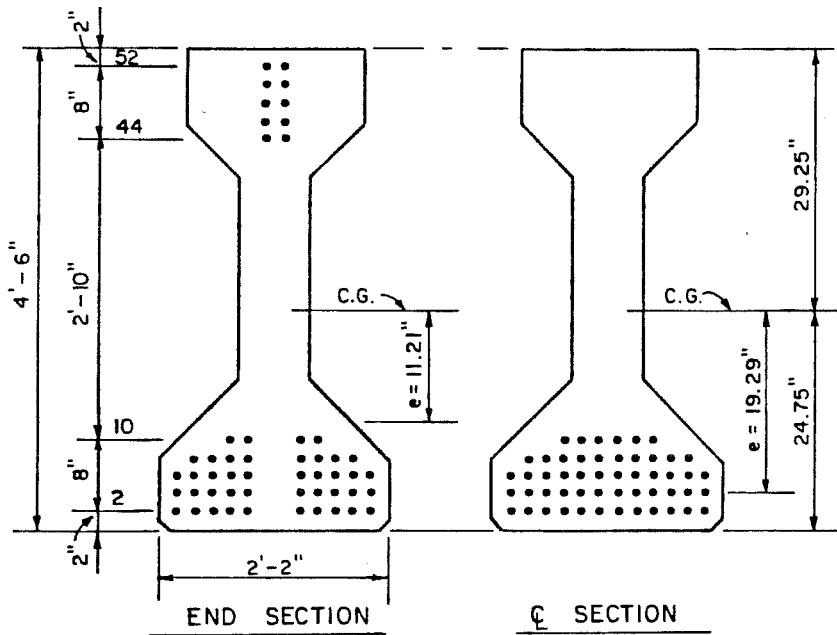 2"
52
8"
44
4'-6"
2'-10"
10
8"
2
2"
C.G.
e = 11.21"
2'-2"
END SECTION
29.25"
C.G.
e = 19.29"
24.75"
℄ SECTION